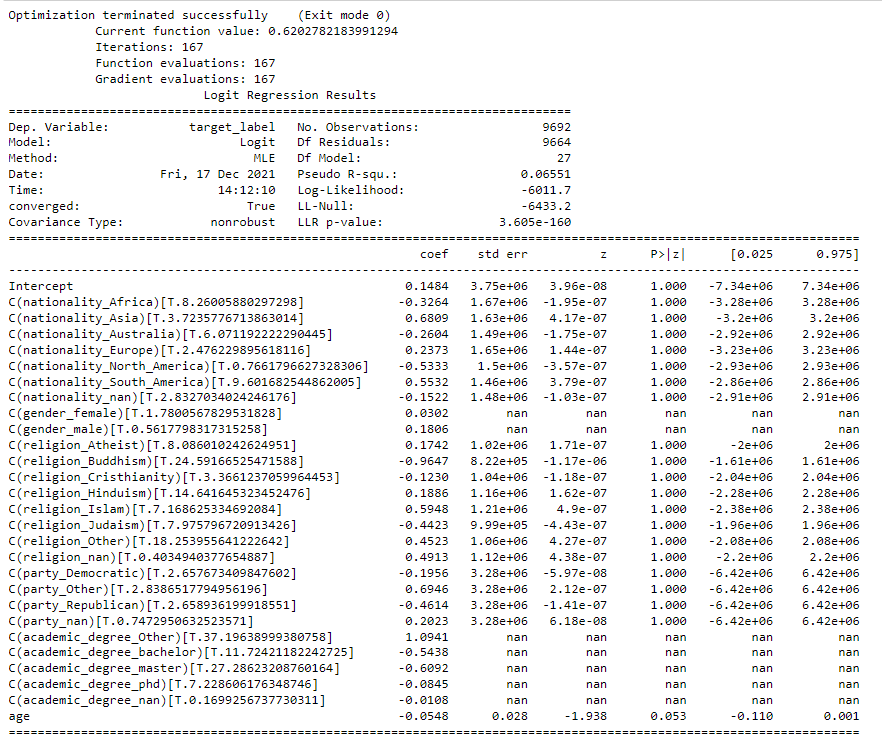 Optimization terminated successfully    (Exit mode 0)
Current function value: 0.6202782183991294
Iterations: 167
Function evaluations: 167
Gradient evaluations: 167
Logit Regression Results
==============================================================================
Dep. Variable: target_label No. Observations: 9692
Model: Logit Df Residuals: 9664
Method: MLE Df Model: 27
Date: Fri, 17 Dec 2021 Pseudo R-squ.: 0.06551
Time: 14:12:10 Log-Likelihood: -6011.7
converged: True LL-Null: -6433.2
Covariance Type: nonrobust LLR p-value: 3.605e-160
==============================================================================
coef std err z P>|z| [0.025 0.975]
------------------------------------------------------------------------------
Intercept 0.1484 3.75e+06 3.96e-08 1.000 -7.34e+06 7.34e+06
C(nationality_Africa)[T.8.26005880297298] -0.3264 1.67e+06 -1.95e-07 1.000 -3.28e+06 3.28e+06
C(nationality_Asia)[T.3.7235776713863014] 0.6809 1.63e+06 4.17e-07 1.000 -3.2e+06 3.2e+06
C(nationality_Australia)[T.6.071192222290445] -0.2604 1.49e+06 -1.75e-07 1.000 -2.92e+06 2.92e+06
C(nationality_Europe)[T.2.476229895618116] 0.2373 1.65e+06 1.44e-07 1.000 -3.23e+06 3.23e+06
C(nationality_North_America)[T.0.7661796627328306] -0.5333 1.5e+06 -3.57e-07 1.000 -2.93e+06 2.93e+06
C(nationality_South_America)[T.9.601682544862005] 0.5532 1.46e+06 3.79e-07 1.000 -2.86e+06 2.86e+06
C(nationality_nan)[T.2.8327034024246176] -0.1522 1.48e+06 -1.03e-07 1.000 -2.91e+06 2.91e+06
C(gender_female)[T.1.7800567829531828] 0.0302 nan nan nan nan nan
C(gender_male)[T.0.5617798317315258] 0.1806 nan nan nan nan nan
C(religion_Atheist)[T.8.086010242624951] 0.1742 1.02e+06 1.71e-07 1.000 -2e+06 2e+06
C(religion_Buddhism)[T.24.59166525471588] -0.9647 8.22e+05 -1.17e-06 1.000 -1.61e+06 1.61e+06
C(religion_Cristhianity)[T.3.3661237059964453] -0.1230 1.04e+06 -1.18e-07 1.000 -2.04e+06 2.04e+06
C(religion_Hinduism)[T.14.641645323452476] 0.1886 1.16e+06 1.62e-07 1.000 -2.28e+06 2.28e+06
C(religion_Islam)[T.7.168625334692084] 0.5948 1.21e+06 4.9e-07 1.000 -2.38e+06 2.38e+06
C(religion_Judaism)[T.7.975796720913426] -0.4423 9.99e+05 -4.43e-07 1.000 -1.96e+06 1.96e+06
C(religion_Other)[T.18.253955641222642] 0.4523 1.06e+06 4.27e-07 1.000 -2.08e+06 2.08e+06
C(religion_nan)[T.0.4034940377654887] 0.4913 1.12e+06 4.38e-07 1.000 -2.2e+06 2.2e+06
C(party_Democratic)[T.2.657673409847602] -0.1956 3.28e+06 -5.97e-08 1.000 -6.42e+06 6.42e+06
C(party_Other)[T.2.8386517794956196] 0.6946 3.28e+06 2.12e-07 1.000 -6.42e+06 6.42e+06
C(party_Republican)[T.2.658936199918551] -0.4614 3.28e+06 -1.41e-07 1.000 -6.42e+06 6.42e+06
C(party_nan)[T.0.7472950632523571] 0.2023 3.28e+06 6.18e-08 1.000 -6.42e+06 6.42e+06
C(academic_degree_Other)[T.37.19638999380758] 1.0941 nan nan nan nan nan
C(academic_degree_bachelor)[T.11.72421182242725] -0.5438 nan nan nan nan nan
C(academic_degree_master)[T.27.28623208760164] -0.6092 nan nan nan nan nan
C(academic_degree_phd)[T.7.228606176348746] -0.0845 nan nan nan nan nan
C(academic_degree_nan)[T.0.1699256737730311] -0.0108 nan nan nan nan nan
age -0.0548 0.028 -1.938 0.053 -0.110 0.001
==============================================================================